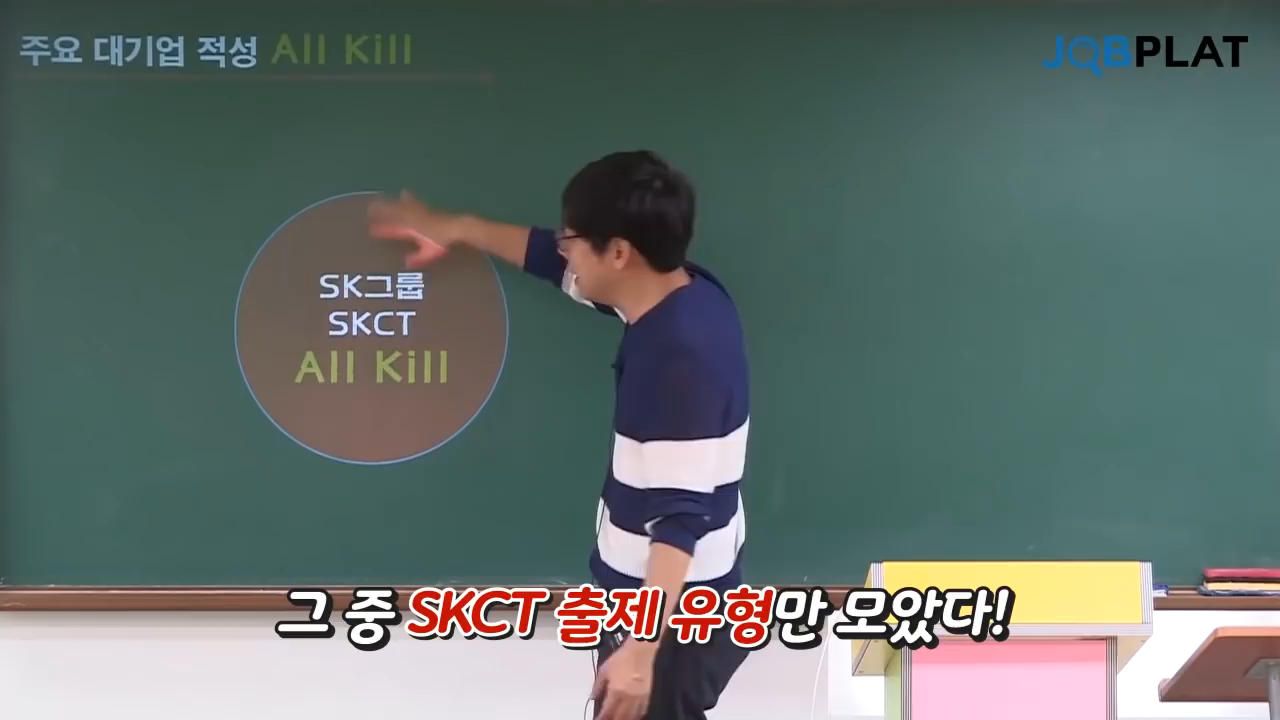 주요 대기업 적성 All Kill
JOBPLAT
SK그룹
SKCT
All Kill
그 중 SKCT 출제 유형만 모았다!